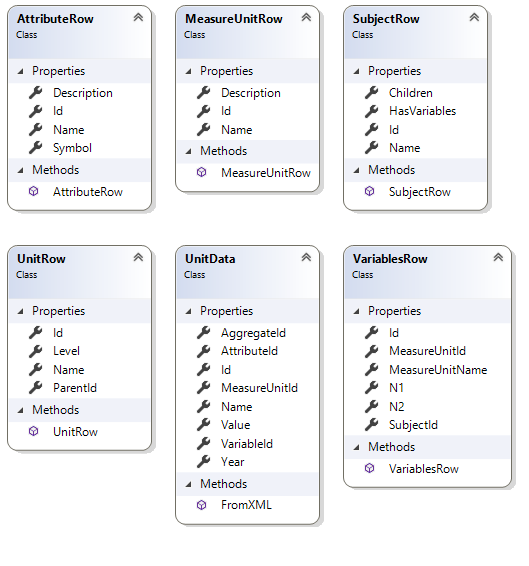 AttributeRow
Class
Properties
Description
Id
Name
Symbol
Methods
AttributeRow
MeasureUnitRow
Class
Properties
Description
Id
Name
Methods
MeasureUnitRow
SubjectRow
Class
Properties
Children
HasVariables
Id
Name
Methods
SubjectRow
UnitRow
Class
Properties
Id
Level
Name
ParentId
Methods
UnitRow
UnitData
Class
Properties
AggregateId
AttributeId
Id
MeasureUnitId
Name
Value
VariableId
Year
Methods
FromXML
VariablesRow
Class
Properties
Id
MeasureUnitId
MeasureUnitName
N1
N2
SubjectId
Methods
VariablesRow